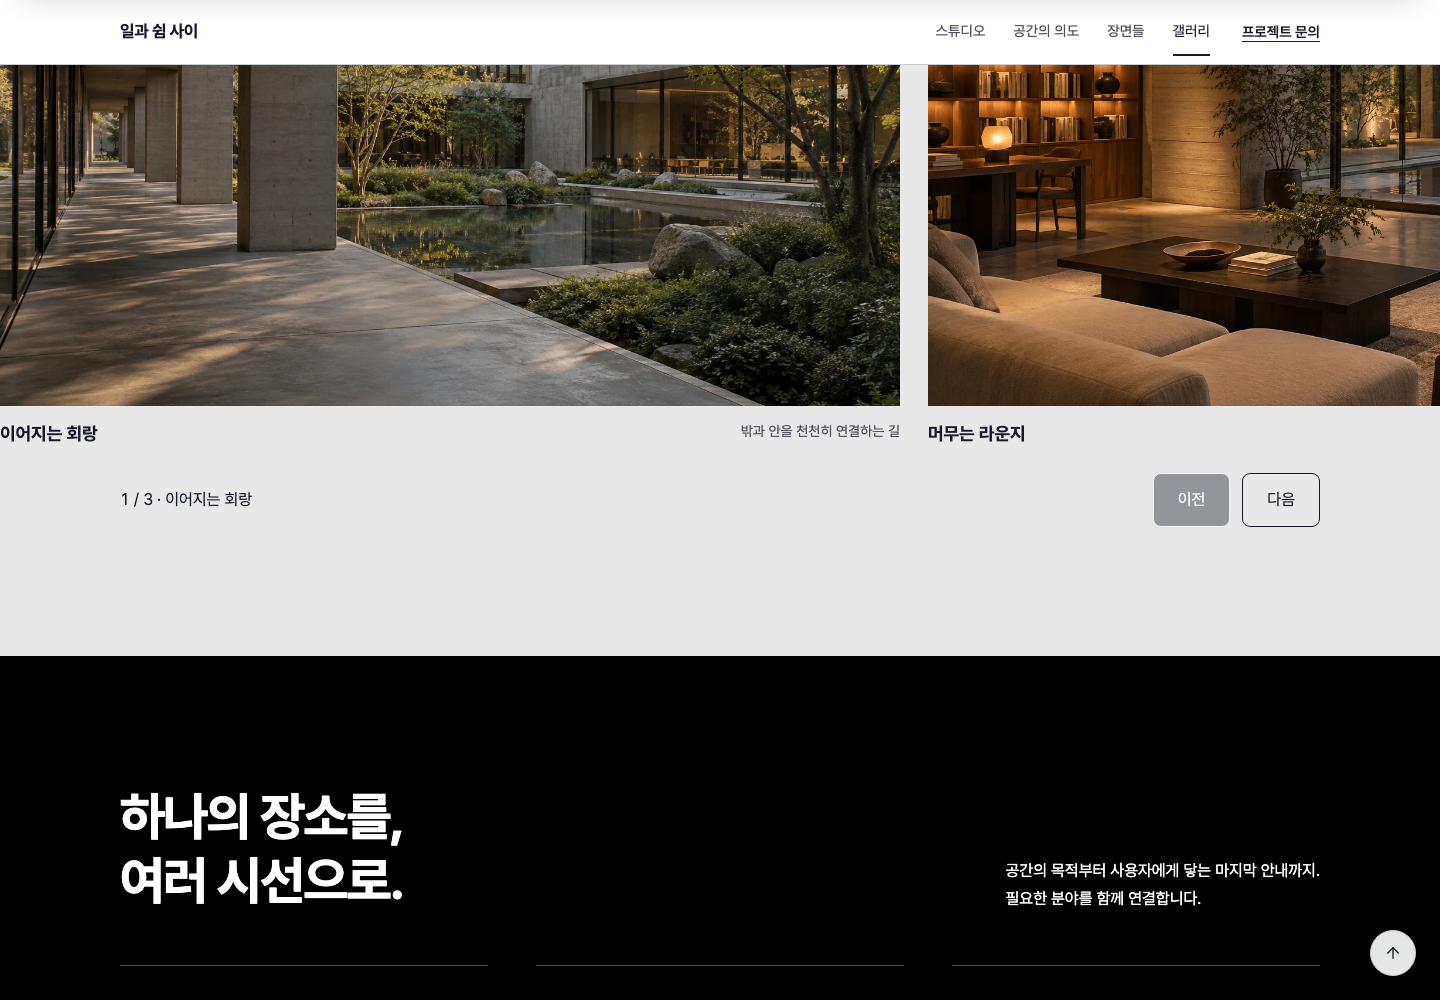 일과 쉼 사이
스튜디오
공간의 의도
장면들
갤러리
프로젝트 문의
이어지는 회랑
밖과 안을 천천히 연결하는 길
머무는 라운지
1 / 3 · 이어지는 회랑
이전
다음
하나의 장소를,
여러 시선으로.
공간의 목적부터 사용자에게 닿는 마지막 안내까지.
필요한 분야를 함께 연결합니다.